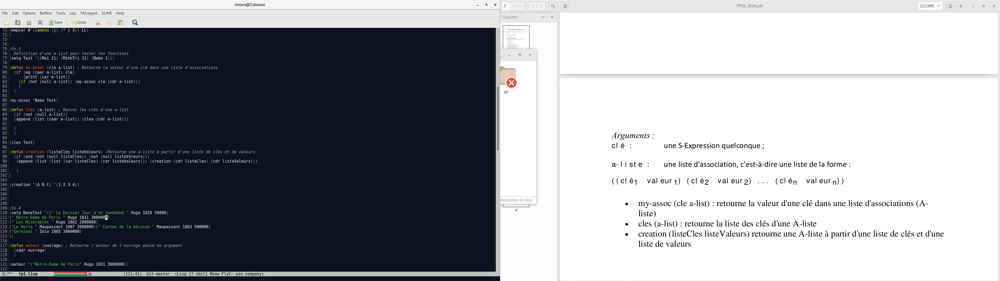 emacs@Colossus
File Edit Options Buffers Tools Lisp YASnippet SLIME Help
Save Undo
71 (mapcar #'(lambda (j) (* j 3)) LL)
72 )
73
74
75 ;Ex.3
76 ; Définition d'une a-list pour tester les fonctions
77 (setq Test '((Moi 21) (MinhTri 21) (Bebe 1)))
78
79 (defun my-assoc (cle a-list) ; Retourne la valeur d'une clé dans une liste d'associations
80   (if (eq (caar a-list) cle)
81       (print (car a-list))
82     (if (not (null a-list)) (my-assoc cle (cdr a-list)))
83     )
84   )
85
86 (my-assoc 'Bebe Test)
87
88 (defun cles (a-list) ; Renvoi les clés d'une a-list
89   (if (not (null a-list))
90   (append (list (caar a-list)) (cles (cdr a-list)))
91
92   )
93   )
94
95 (cles Test)
96
97 (defun creation (listeCles listeValeurs) ;Retourne une a-liste à partir d'une liste de clés et de valeurs
98   (if (and (not (null listeCles)) (not (null listeValeurs)))
99    (append (list (list (car listeCles) (car listeValeurs))) (creation (cdr listeCles) (cdr listeValeurs)))
100
101    )
102 )
103
104 (creation '(A B C) '(1 2 3 4))
105
106
107
108
109 ;Ex.4
110 (setq BaseTest '((" Le Dernier Jour d'un condamné " Hugo 1829 50000)
111 (" Notre-Dame de Paris " Hugo 1831 3000000)
112 (" Les Misérables " Hugo 1862 2000000)
113 ("Le Horla " Maupassant 1887 2000000)(" Contes de la bécasse " Maupassant 1883 500000)
114 ("Germinal " Zola 1885 3000000)
115 ))
116
117 (defun auteur (ouvrage) ; Retourne l'auteur de l'ouvrage passé en argument
118   (cadr ouvrage)
119   )
120
121 (auteur '("Notre-Dame de Paris" Hugo 1831 3000000))
122
U:**- tp1.lisp (111,41) Git-master (Lisp [? sbcl] Rbow FlyC- yas company)
3 sur 4 TP01_2016.pdf 211,99%
Vignettes
.git
électionné (4,3 ko)
4
Arguments :
clé : une S-Expression quelconque ;
a-liste : une liste d'association, c'est-à-dire une liste de la forme :
((clé1 valeur1) (clé2 valeur2) ... (clén valeurn))
• my-assoc (cle a-list) : retourne la valeur d'une clé dans une liste d'associations (A-
liste)
• cles (a-list) : retourne la liste des clés d'une A-liste
• creation (listeCles listeValeurs) retourne une A-liste à partir d'une liste de clés et d'une
liste de valeurs